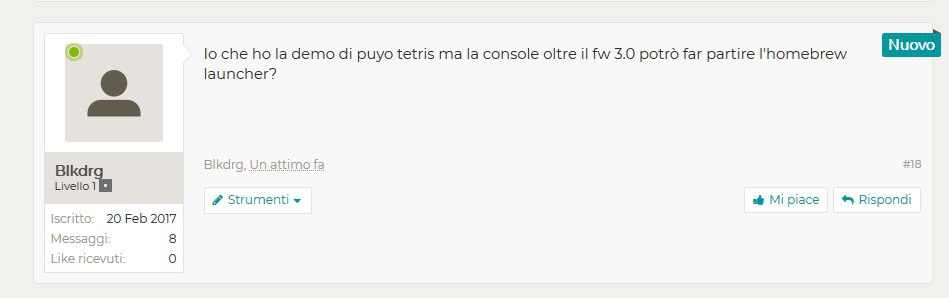 Io che ho la demo di puyo tetris ma la console oltre il fw 3.0 potrò far partire l'homebrew
launcher?
Nuovo
Blkdrg
Livello 1
Iscritto: 20 Feb 2017
Messaggi: 8
Like ricevuti: 0
Blkdrg, Un attimo fa
#18
Strumenti
Mi piace
Rispondi